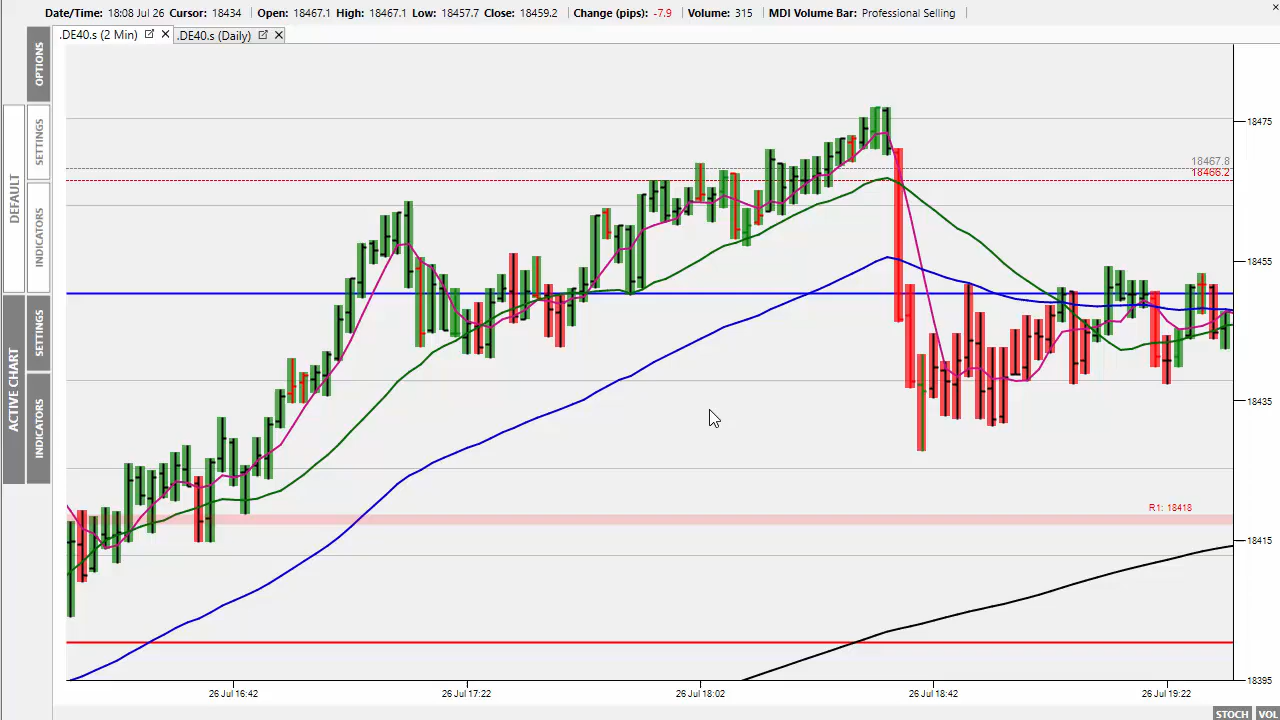 Date/Time: 18:08 Jul 26 Cursor: 18434 | Open: 18467.1 High: 18467.1 Low: 18457.7 Close: 18459.2 | Change (pips): -7.9 | Volume: 315 | MDI Volume Bar: Professional Selling |
.DE40.s (2 Min) .DE40.s (Daily)
OPTIONS
SETTINGS
INDICATORS
DEFAULT
SETTINGS
INDICATORS
ACTIVE CHART
18475
18467.8
18466.2
18455
18435
R1: 18418
18415
18395
26 Jul 16:42 26 Jul 17:22 26 Jul 18:02 26 Jul 18:42 26 Jul 19:22
STOCH VOL